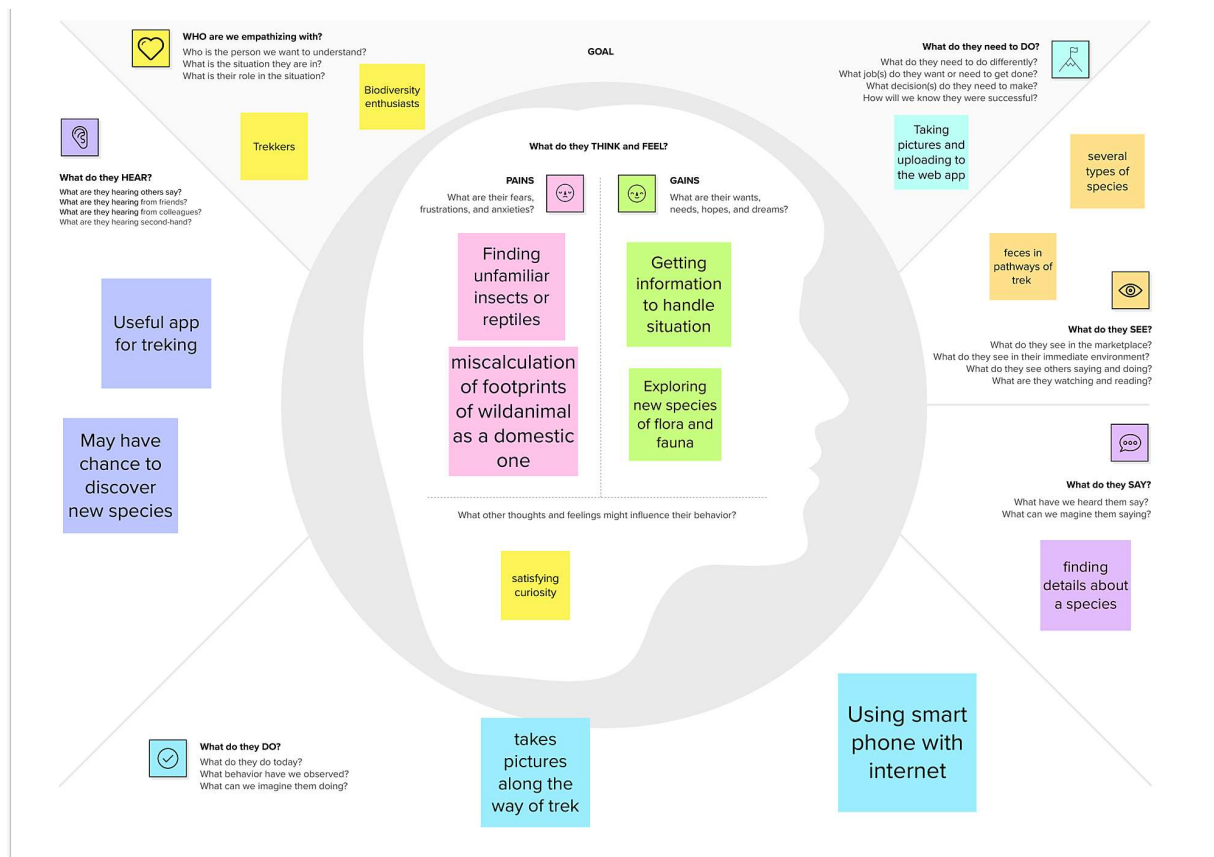 WHO are we empathizing with?
Who is the person we want to understand?
What is the situation they are in?
What is their role in the situation?
Biodiversity
enthusiasts
Trekkers
GOAL
What do they need to DO?
What do they need to do differently?
What job(s) do they want or need to get done?
What decision(s) do they need to make?
How will we know they were successful?
Taking
pictures and
uploading to
the web app
What do they HEAR?
What are they hearing others say?
What are they hearing from friends?
What are they hearing from colleagues?
What are they hearing second-hand?
Useful app
for treking
May have
chance to
discover
new species
What do they THINK and FEEL?
PAINS
What are their fears,
frustrations, and anxieties?
Finding
unfamiliar
insects or
reptiles
miscalculation
of footprints
of wildanimal
as a domestic
one
GAINS
What are their wants,
needs, hopes, and dreams?
Getting
information
to handle
situation
Exploring
new species
of flora and
fauna
What other thoughts and feelings might influence their behavior?
satisfying
curiosity
several
types of
species
feces in
pathways of
trek
What do they SEE?
What do they see in the marketplace?
What do they see in their immediate environment?
What do they see others saying and doing?
What are they watching and reading?
What do they SAY?
What have we heard them say?
What can we magine them saying?
finding
details about
a species
What do they DO?
What do they do today?
What behavior have we observed?
What can we imagine them doing?
takes
pictures
along the
way of trek
Using smart
phone with
internet